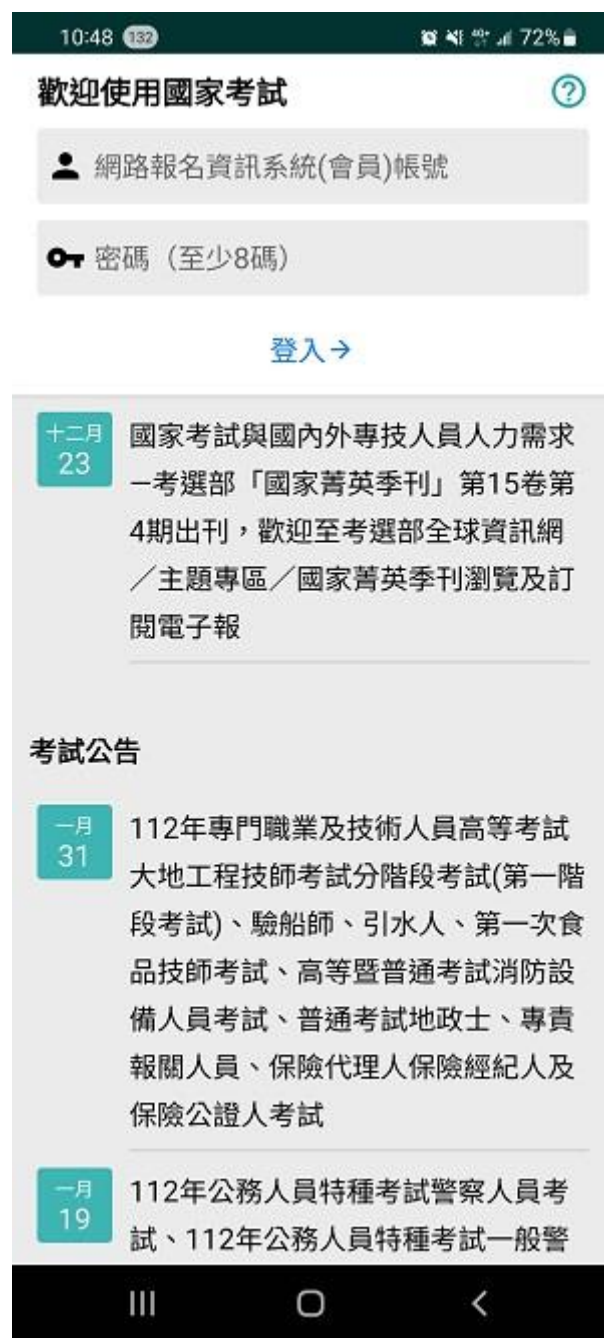 10:48 132 72%
歡迎使用國家考試
網路報名資訊系統(會員)帳號
密碼（至少8碼）
登入→
十二月
23
國家考試與國內外專技人員人力需求
—考選部「國家菁英季刊」第15卷第
4期出刊，歡迎至考選部全球資訊網
／主題專區／國家菁英季刊瀏覽及訂
閱電子報
考試公告
一月
31
112年專門職業及技術人員高等考試
大地工程技師考試分階段考試(第一階
段考試)、驗船師、引水人、第一次食
品技師考試、高等暨普通考試消防設
備人員考試、普通考試地政士、專責
報關人員、保險代理人保險經紀人及
保險公證人考試
一月
19
112年公務人員特種考試警察人員考
試、112年公務人員特種考試一般警